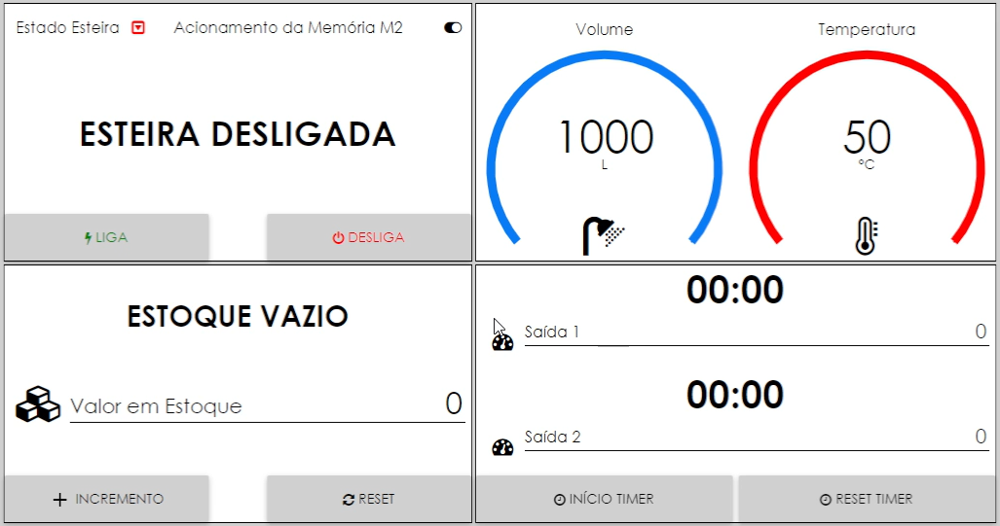 Estado Esteira
Acionamento da Memória M2
ESTEIRA DESLIGADA
LIGA
DESLIGA
Volume
1000
L
Temperatura
50
°C
ESTOQUE VAZIO
Valor em Estoque
0
INCREMENTO
RESET
00:00
Saída 1
0
00:00
Saída 2
0
INÍCIO TIMER
RESET TIMER